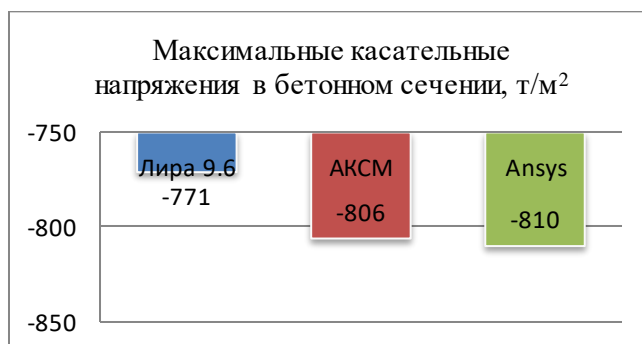 Максимальные касательные
напряжения в бетонном сечении, т/м²
-750
Лира 9.6
АКСМ
Ansys
-771
-806
-810
-800
-850